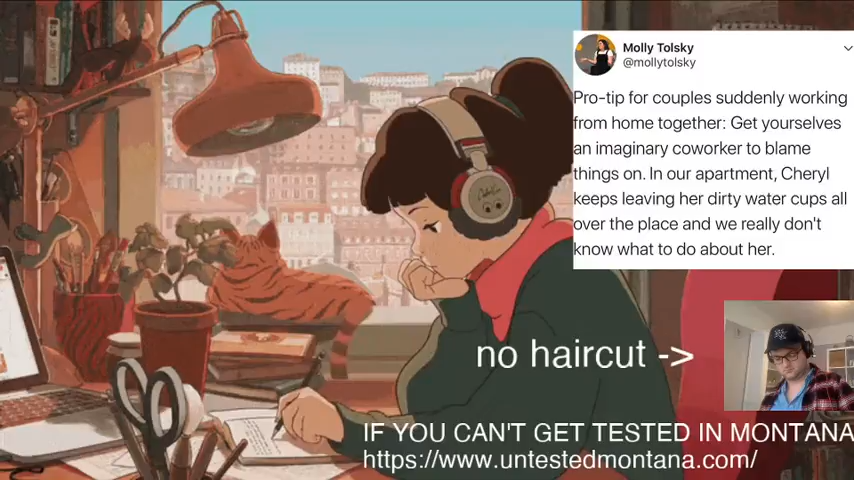 Molly Tolsky
@mollytolsky
Pro-tip for couples suddenly working
from home together: Get yourselves
an imaginary coworker to blame
things on. In our apartment, Cheryl
keeps leaving her dirty water cups all
over the place and we really don't
know what to do about her.
no haircut ->
IF YOU CAN'T GET TESTED IN MONTANA
https://www.untestedmontana.com/